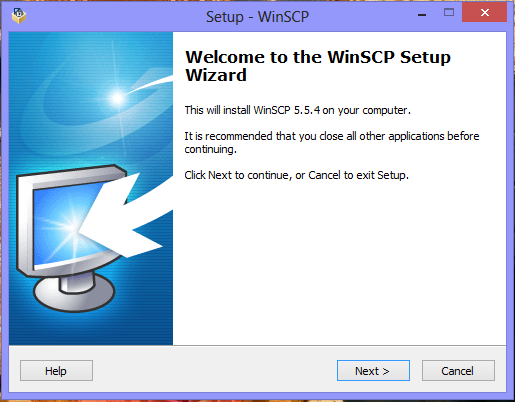 Setup - WinSCP
Welcome to the WinSCP Setup
Wizard
This will install WinSCP 5.5.4 on your computer.
It is recommended that you close all other applications before
continuing.
Click Next to continue, or Cancel to exit Setup.
Help
Next >
Cancel